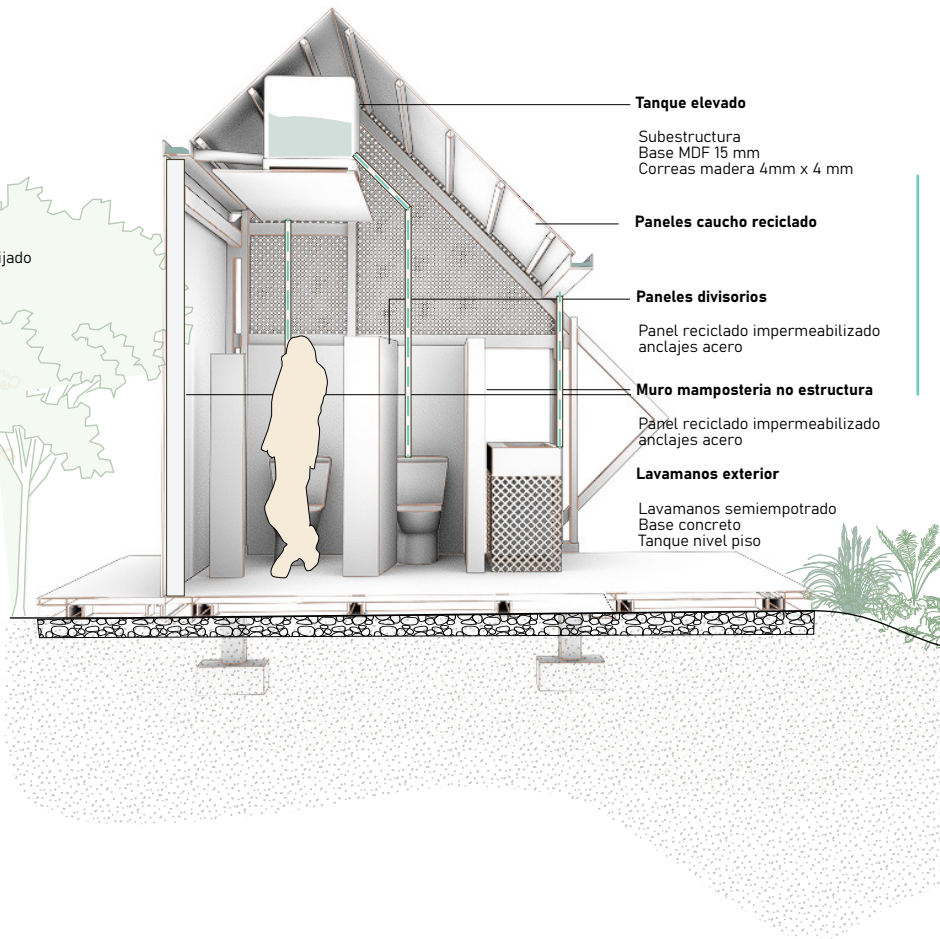 Tanque elevado
Subestructura
Base MDF 15 mm
Correas madera 4mm x 4 mm
Paneles caucho reciclado
ijado
Paneles divisorios
Panel reciclado impermeabilizado
anclajes acero
Muro mamposteria no estructura
Panel reciclado impermeabilizado
anclajes acero
Lavamanos exterior
Lavamanos semiempotrado
Base concreto
Tanque nivel piso